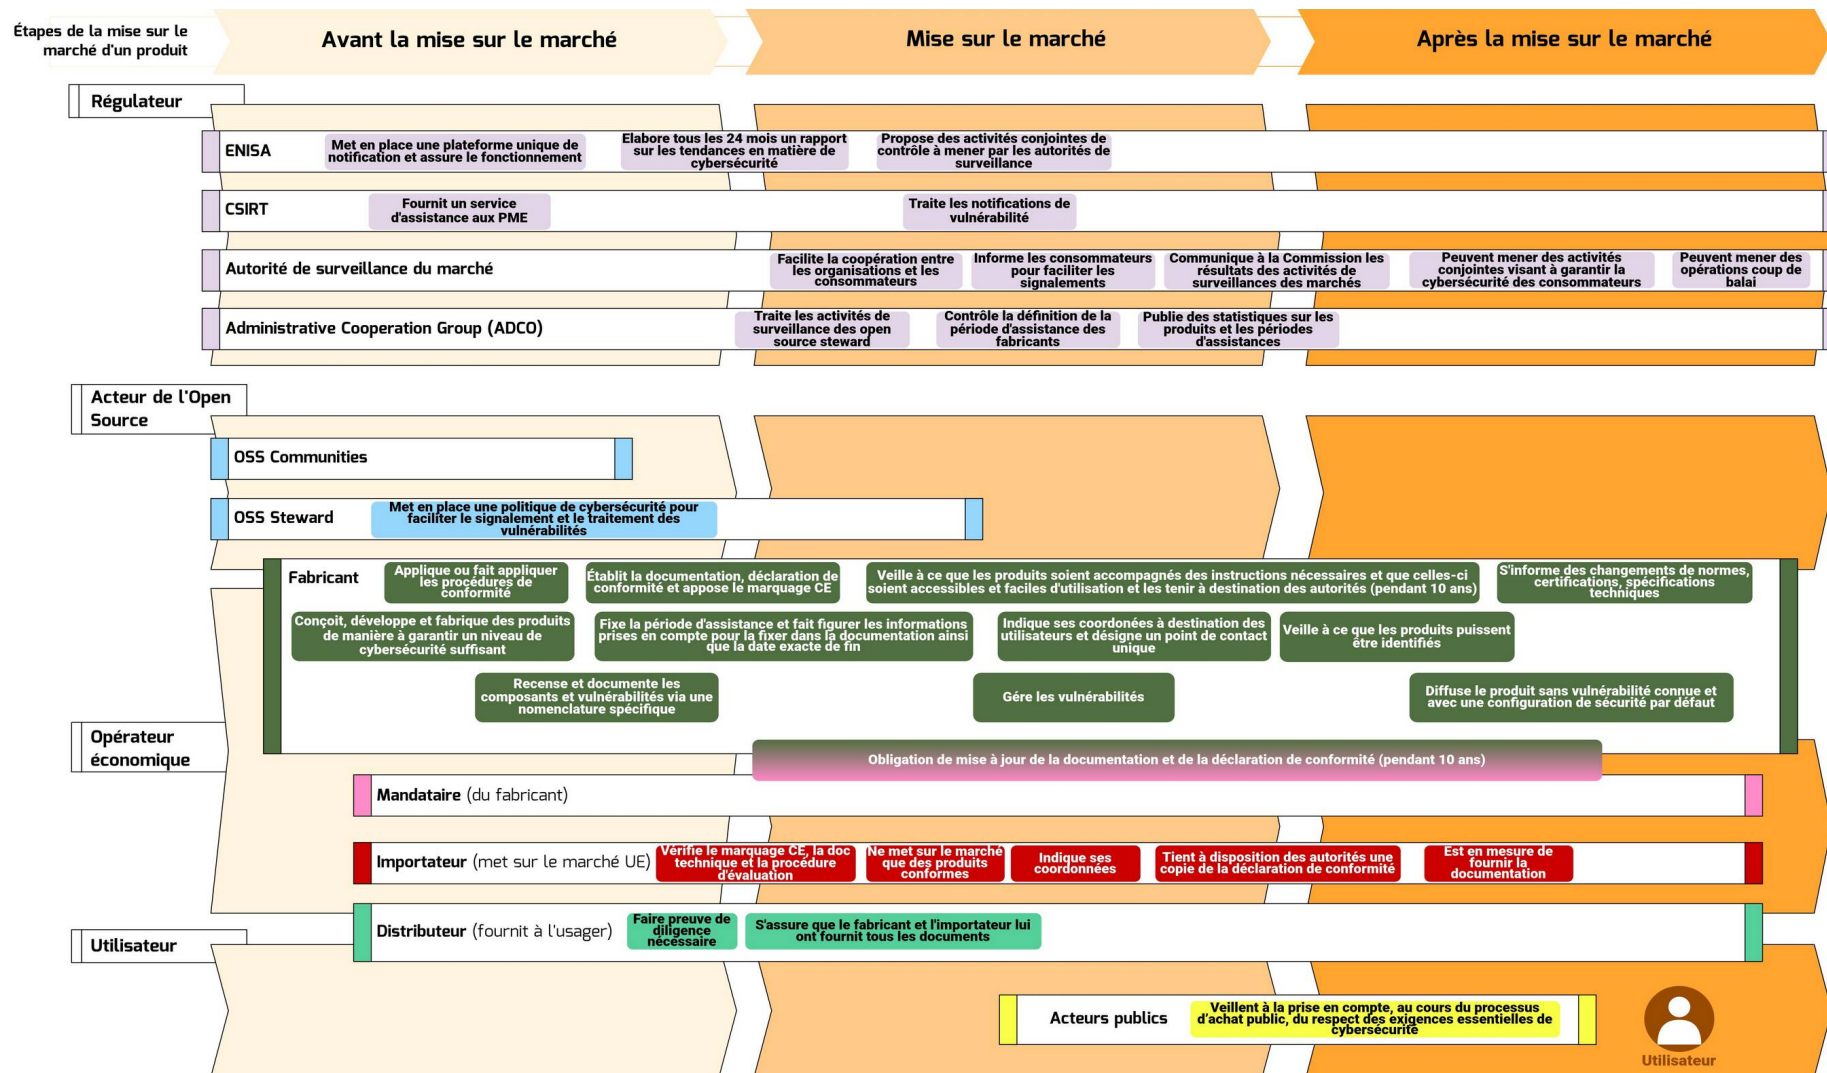 Étapes de la mise sur le
marché d'un produit
Avant la mise sur le marché
Mise sur le marché
Après la mise sur le marché
Régulateur
ENISA
Met en place une plateforme unique de
notification et assure le fonctionnement
Elabore tous les 24 mois un rapport
sur les tendances en matière de
cybersécurité
Propose des activités conjointes de
contrôle à mener par les autorités de
surveillance
CSIRT
Fournit un service
d'assistance aux PME
Traite les notifications de
vulnérabilité
Autorité de surveillance du marché
Facilite la coopération entre
les organisations et les
consommateurs
Informe les consommateurs
pour faciliter les
signalements
Communique à la Commission les
résultats des activités de
surveillances des marchés
Peuvent mener des activités
conjointes visant à garantir la
cybersécurité des consommateurs
Peuvent mener des
opérations coup de
balai
Administrative Cooperation Group (ADCO)
Traite les activités de
surveillance des open
source steward
Contrôle la définition de la
période d'assistance des
fabricants
Publie des statistiques sur les
produits et les périodes
d'assistances
Acteur de l'Open
Source
OSS Communities
OSS Steward
Met en place une politique de cybersécurité pour
faciliter le signalement et le traitement des
vulnérabilités
Fabricant
Applique ou fait appliquer
les procédures de
conformité
Établit la documentation, déclaration de
conformité et appose le marquage CE
Veille à ce que les produits soient accompagnés des instructions nécessaires et que celles-ci
soient accessibles et faciles d'utilisation et les tenir à destination des autorités (pendant 10 ans)
S'informe des changements de normes,
certifications, spécifications
techniques
Conçoit, développe et fabrique des produits
de manière à garantir un niveau de
cybersécurité suffisant
Fixe la période d'assistance et fait figurer les informations
prises en compte pour la fixer dans la documentation ainsi
que la date exacte de fin
Indique ses coordonées à destination des
utilisateurs et désigne un point de contact
unique
Veille à ce que les produits puissent
être identifiés
Recense et documente les
composants et vulnérabilités via une
nomenclature spécifique
Gére les vulnérabilités
Diffuse le produit sans vulnérabilité connue et
avec une configuration de sécurité par défaut
Opérateur
économique
Obligation de mise à jour de la documentation et de la déclaration de conformité (pendant 10 ans)
Mandataire (du fabricant)
Importateur (met sur le marché UE)
Vérifie le marquage CE, la doc
technique et la procédure
d'évaluation
Ne met sur le marché
que des produits
conformes
Indique ses
coordonnées
Tient à disposition des autorités une
copie de la déclaration de conformité
Est en mesure de
fournir la
documentation
Distributeur (fournit à l'usager)
Faire preuve de
diligence
nécessaire
S'assure que le fabricant et l'importateur lui
ont fournit tous les documents
Utilisateur
Acteurs publics
Veillent à la prise en compte, au cours du processus
d'achat public, du respect des exigences essentielles de
cybersécurité
Utilisateur